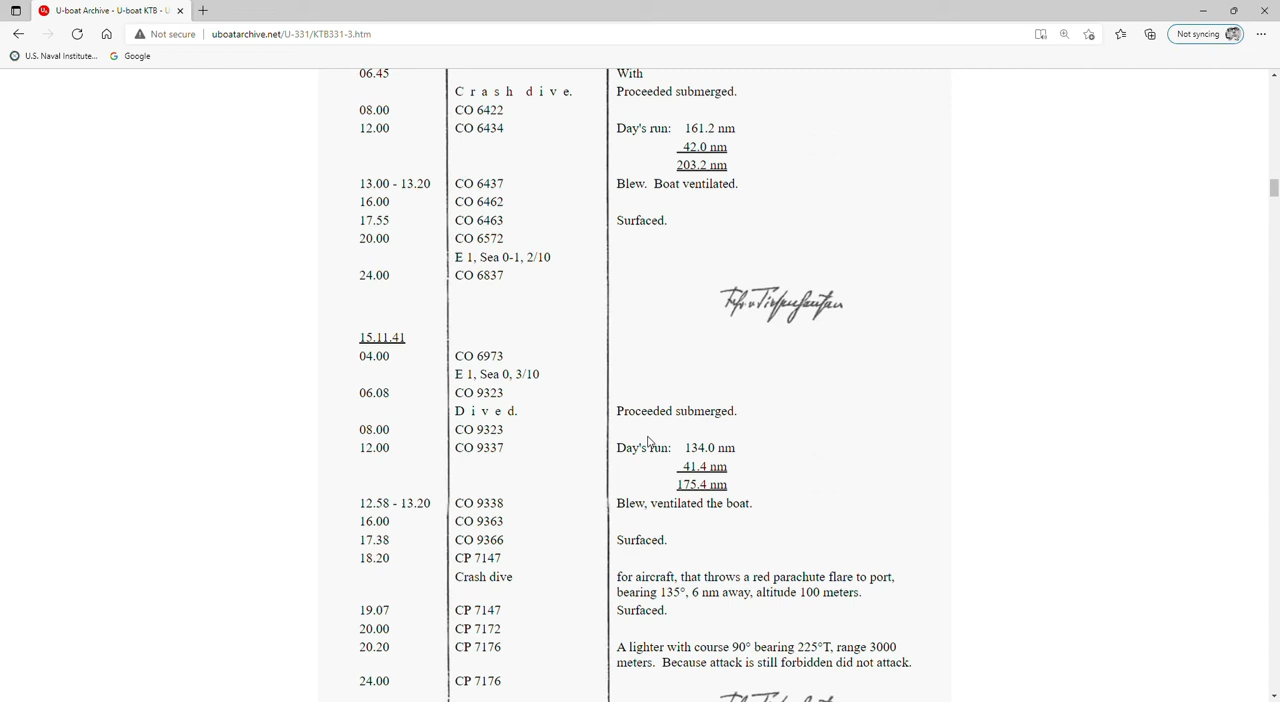 U-boat Archive - U-boat KTB - U
Not secure uboatarchive.net/U-331/KTB331-3.htm Not syncing
U.S. Naval Institute... Google
06.45 With
C r a s h d i v e. Proceeded submerged.
08.00 CO 6422
12.00 CO 6434 Day's run: 161.2 nm
42.0 nm
203.2 nm
13.00 - 13.20 CO 6437 Blew. Boat ventilated.
16.00 CO 6462
17.55 CO 6463 Surfaced.
20.00 CO 6572
E 1, Sea 0-1, 2/10
24.00 CO 6837
15.11.41
04.00 CO 6973
E 1, Sea 0, 3/10
06.08 CO 9323
D i v e d. Proceeded submerged.
08.00 CO 9323
12.00 CO 9337 Day's run: 134.0 nm
41.4 nm
175.4 nm
12.58 - 13.20 CO 9338 Blew, ventilated the boat.
16.00 CO 9363
17.38 CO 9366 Surfaced.
18.20 CP 7147
Crash dive for aircraft, that throws a red parachute flare to port,
bearing 135°, 6 nm away, altitude 100 meters.
19.07 CP 7147 Surfaced.
20.00 CP 7172
20.20 CP 7176 A lighter with course 90° bearing 225°T, range 3000
meters. Because attack is still forbidden did not attack.
24.00 CP 7176